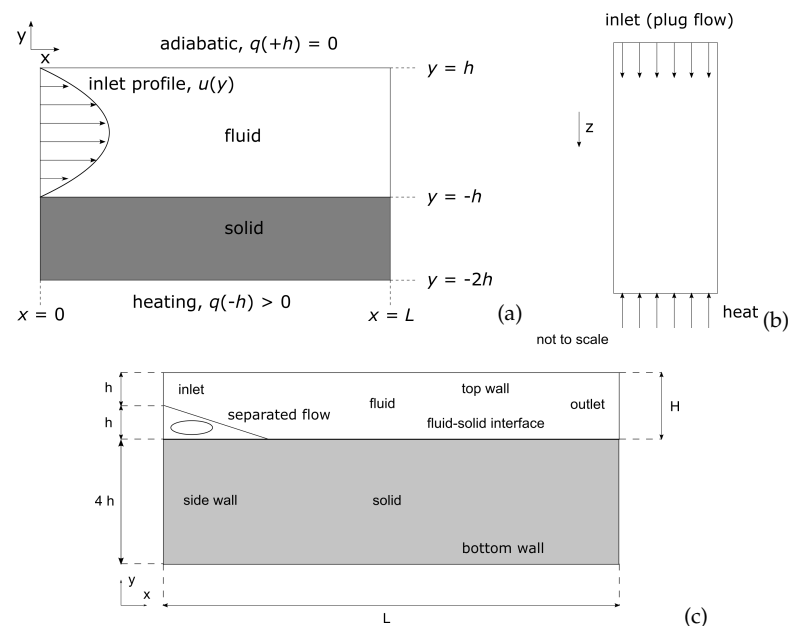 y
x
adiabatic, q(+h) = 0
y = h
inlet profile, u(y)
fluid
y = -h
solid
y = -2h
heating, q(-h) > 0
x = 0
x = L
(a)
inlet (plug flow)
z
heat
(b)
not to scale
h
inlet
top wall
fluid
outlet
H
h
separated flow
fluid-solid interface
4 h
side wall
solid
bottom wall
y
x
L
(c)